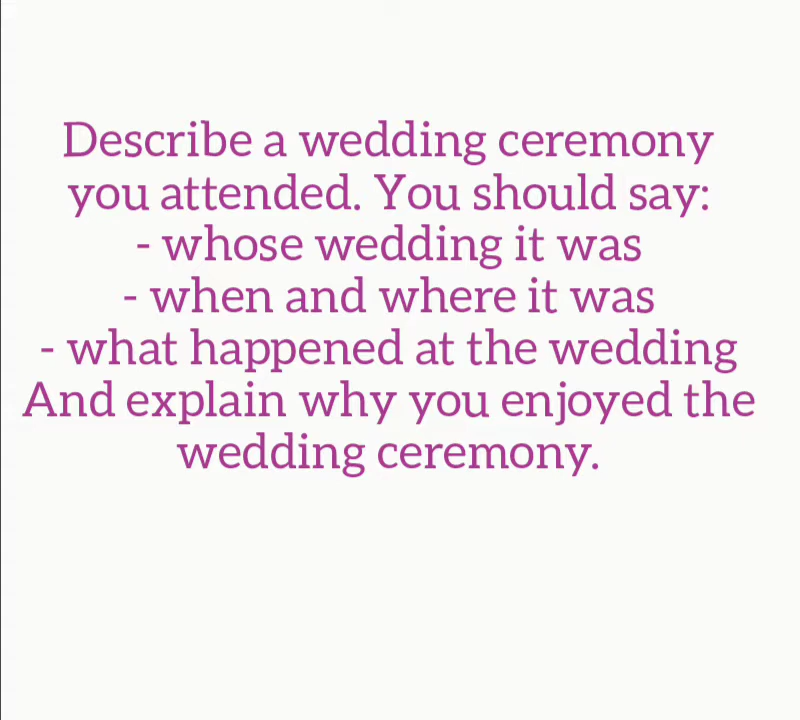 Describe a wedding ceremony
you attended. You should say:
- whose wedding it was
- when and where it was
- what happened at the wedding
And explain why you enjoyed the
wedding ceremony.